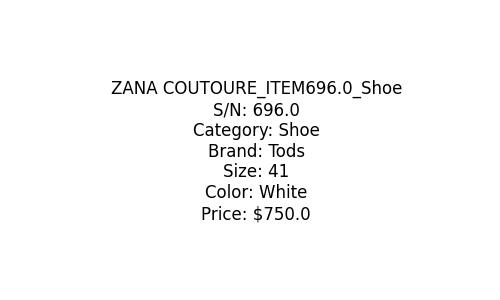 ZANA COUTOURE_ITEM696.0_Shoe
S/N: 696.0
Category: Shoe
Brand: Tods
Size: 41
Color: White
Price: $750.0